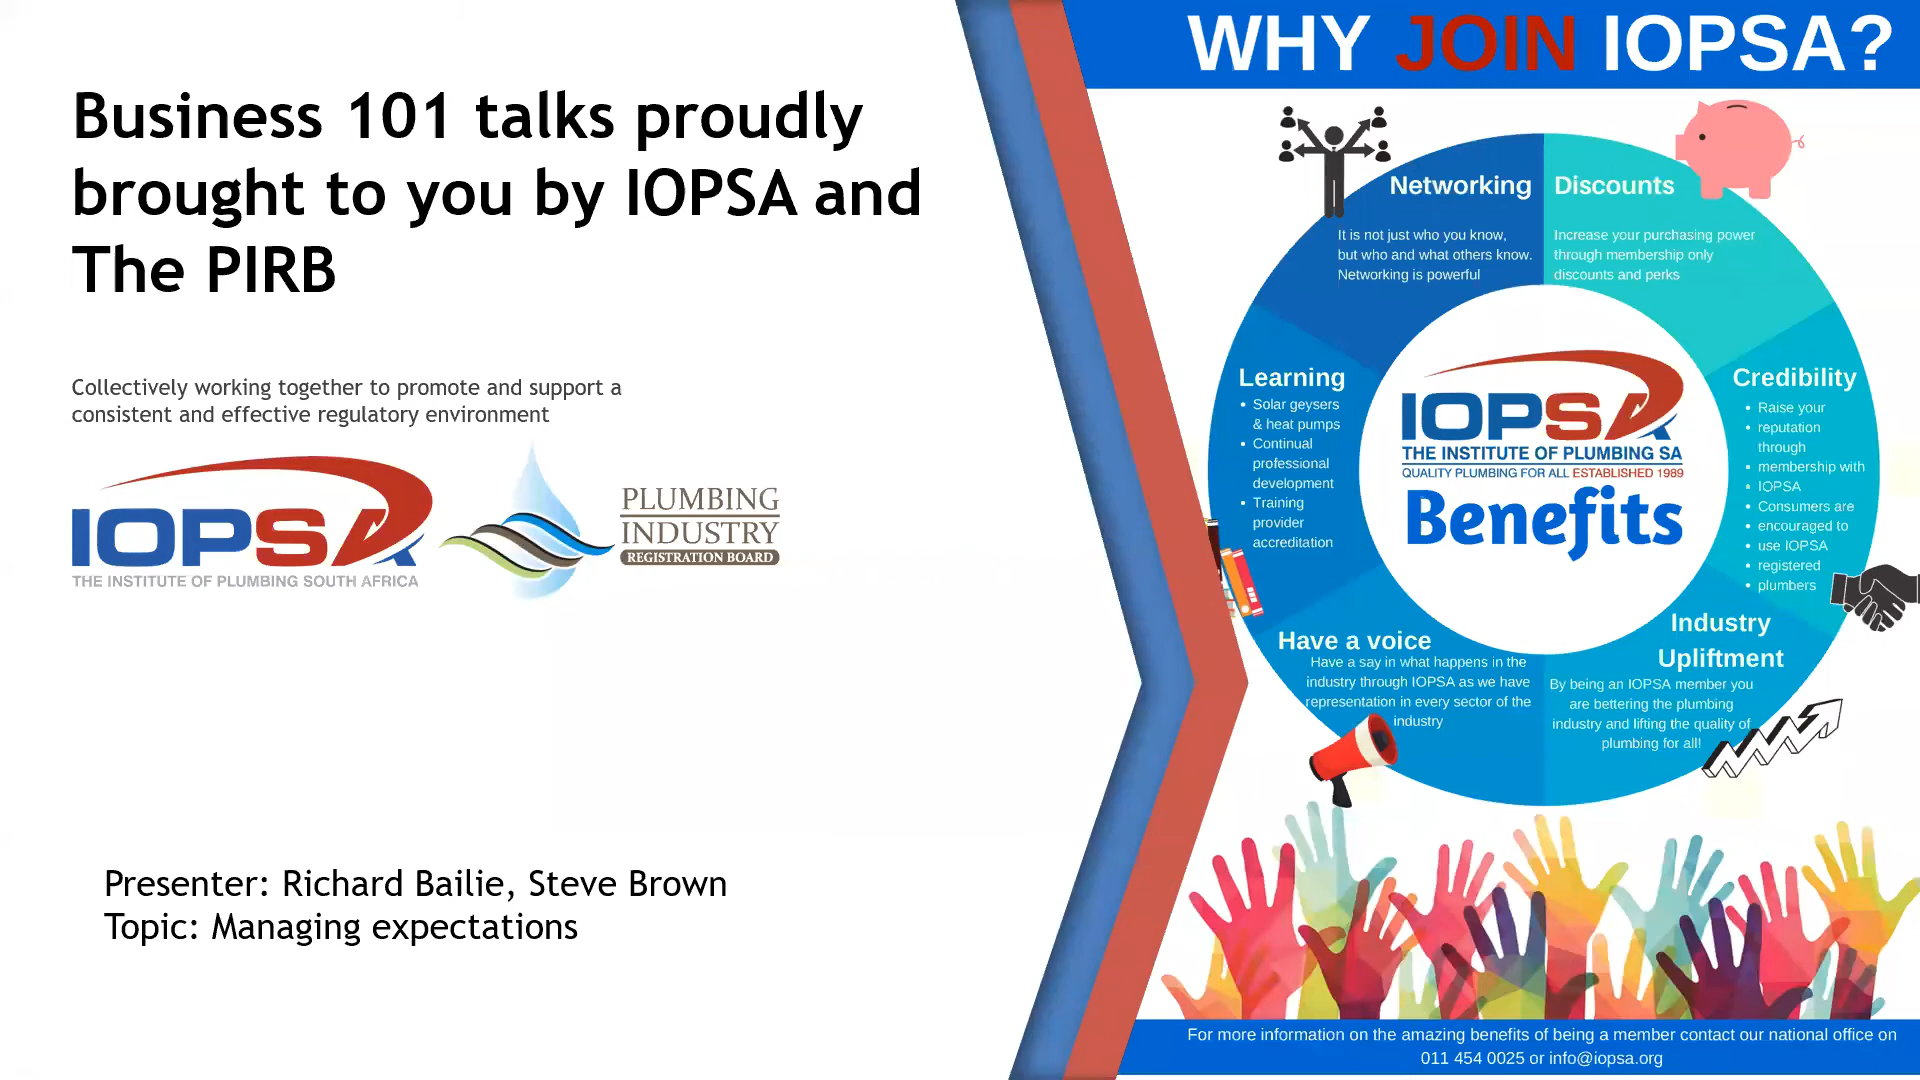 Business 101 talks proudly
brought to you by IOPSA and
The PIRB
Collectively working together to promote and support a
consistent and effective regulatory environment
IOPSA
THE INSTITUTE OF PLUMBING SOUTH AFRICA
PLUMBING
INDUSTRY
REGISTRATION BOARD
Presenter: Richard Bailie, Steve Brown
Topic: Managing expectations
WHY JOIN IOPSA?
Networking
It is not just who you know,
but who and what others know.
Networking is powerful
Discounts
Increase your purchasing power
through membership only
discounts and perks
Learning
• Solar geysers
& heat pumps
• Continual
professional
development
• Training
provider
accreditation
IOPSA
THE INSTITUTE OF PLUMBING SA
QUALITY PLUMBING FOR ALL ESTABLISHED 1989
Benefits
Credibility
• Raise your
• reputation
through
• membership with
• IOPSA
• Consumers are
• encouraged to
• use IOPSA
• registered
• plumbers
Have a voice
Have a say in what happens in the
industry through IOPSA as we have
representation in every sector of the
industry
Industry
Upliftment
By being an IOPSA member you
are bettering the plumbing
industry and lifting the quality of
plumbing for all!
For more information on the amazing benefits of being a member contact our national office on
011 454 0025 or info@iopsa.org